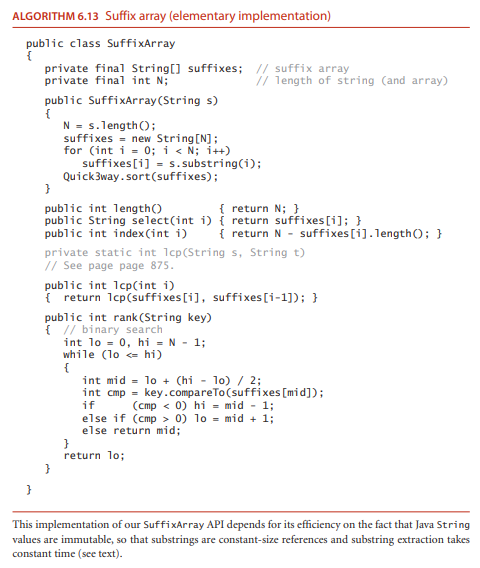 ALGORITHM 6.13 Suffix array (elementary implementation)
public class SuffixArray
{
private final String[] suffixes; // suffix array
private final int N; // length of string (and array)
public SuffixArray(String s)
{
N = s.length();
suffixes = new String[N];
for (int i = 0; i < N; i++)
suffixes[i] = s.substring(i);
Quick3way.sort(suffixes);
}
public int length() { return N; }
public String select(int i) { return suffixes[i]; }
public int index(int i) { return N - suffixes[i].length(); }
private static int lcp(String s, String t)
// See page page 875.
public int lcp(int i)
{ return lcp(suffixes[i], suffixes[i-1]); }
public int rank(String key)
{ // binary search
int lo = 0, hi = N - 1;
while (lo <= hi)
{
int mid = lo + (hi - lo) / 2;
int cmp = key.compareTo(suffixes[mid]);
if (cmp < 0) hi = mid - 1;
else if (cmp > 0) lo = mid + 1;
else return mid;
}
return lo;
}
}
This implementation of our SuffixArray API depends for its efficiency on the fact that Java String
values are immutable, so that substrings are constant-size references and substring extraction takes
constant time (see text).